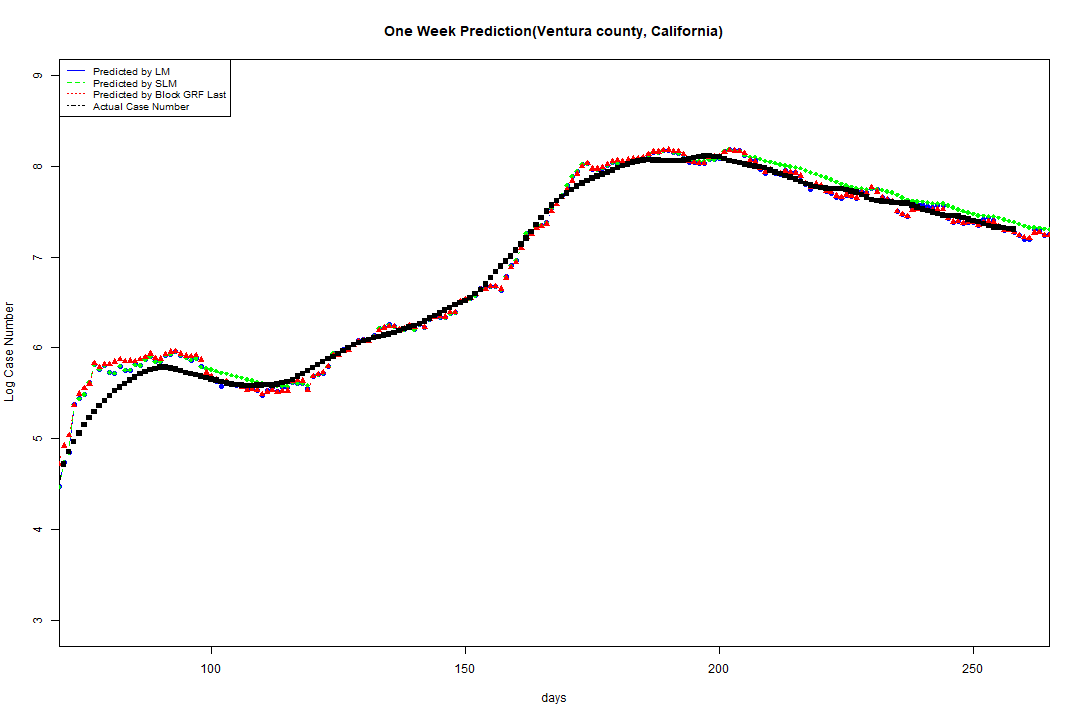 One Week Prediction(Ventura county, California)
Predicted by LM
Predicted by SLM
Predicted by Block GRF Last
Actual Case Number
9
8
7
6
5
4
3
Log Case Number
100 150 200 250
days